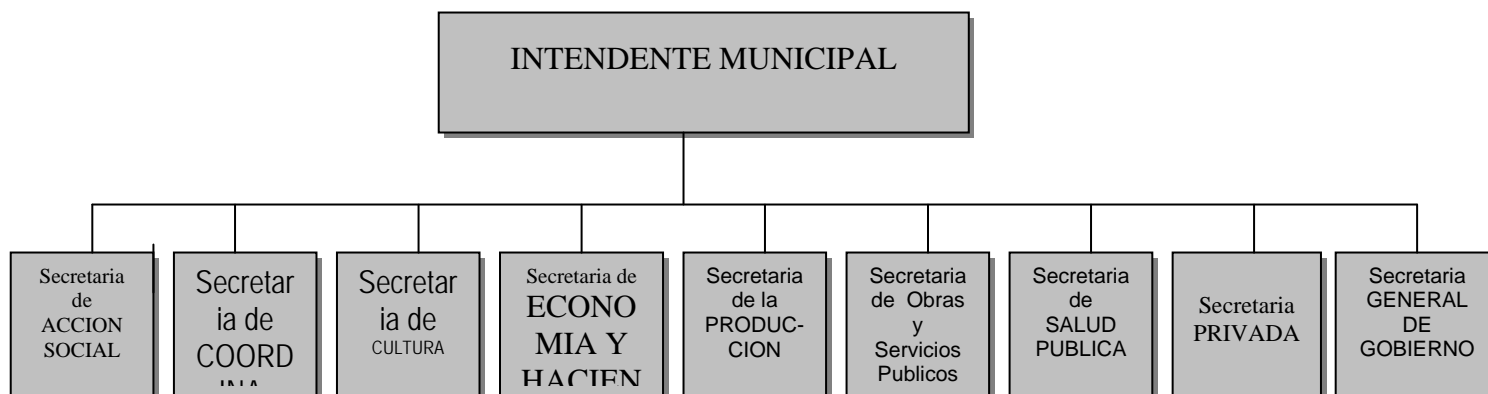 INTENDENTE MUNICIPAL
Secretaria
de
ACCION
SOCIAL
Secretar
ia de
COORD
INA
Secretar
ia de
CULTURA
Secretaria de
ECONO
MIA Y
HACIEN
Secretaria
de la
PRODUC-
CION
Secretaria
de Obras
y
Servicios
Publicos
Secretaria
de
SALUD
PUBLICA
Secretaria
PRIVADA
Secretaria
GENERAL
DE
GOBIERNO